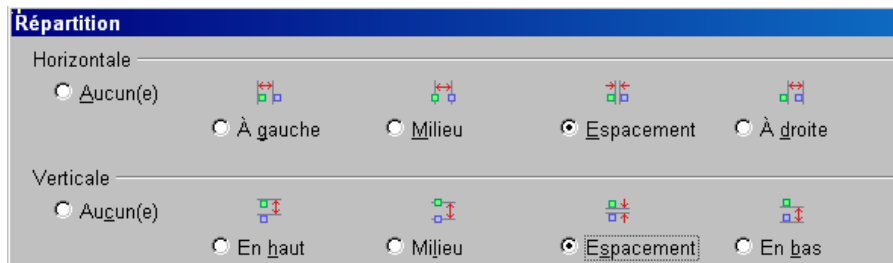 Répartition
Horizontale
Aucun(e)
À gauche Milieu Espacement À droite
Verticale
Aucun(e)
En haut Milieu Espacement En bas